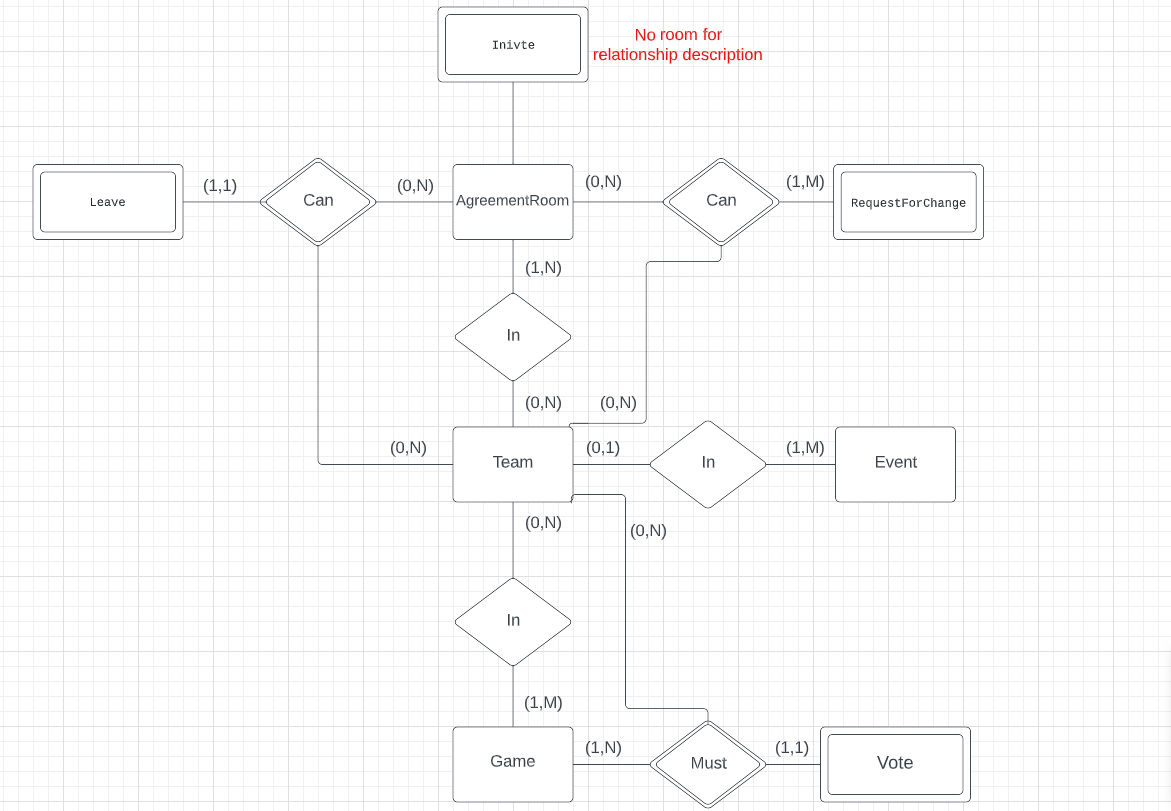 Inivte
No room for
relationship description
Leave
(1,1)
Can
(0,N)
AgreementRoom
(0,N)
Can
(1,M)
RequestForChange
(1,N)
In
(0,N)
(0,N)
(0,N)
Team
(0,1)
In
(1,M)
Event
(0,N)
(0,N)
In
(1,M)
Game
(1,N)
Must
(1,1)
Vote